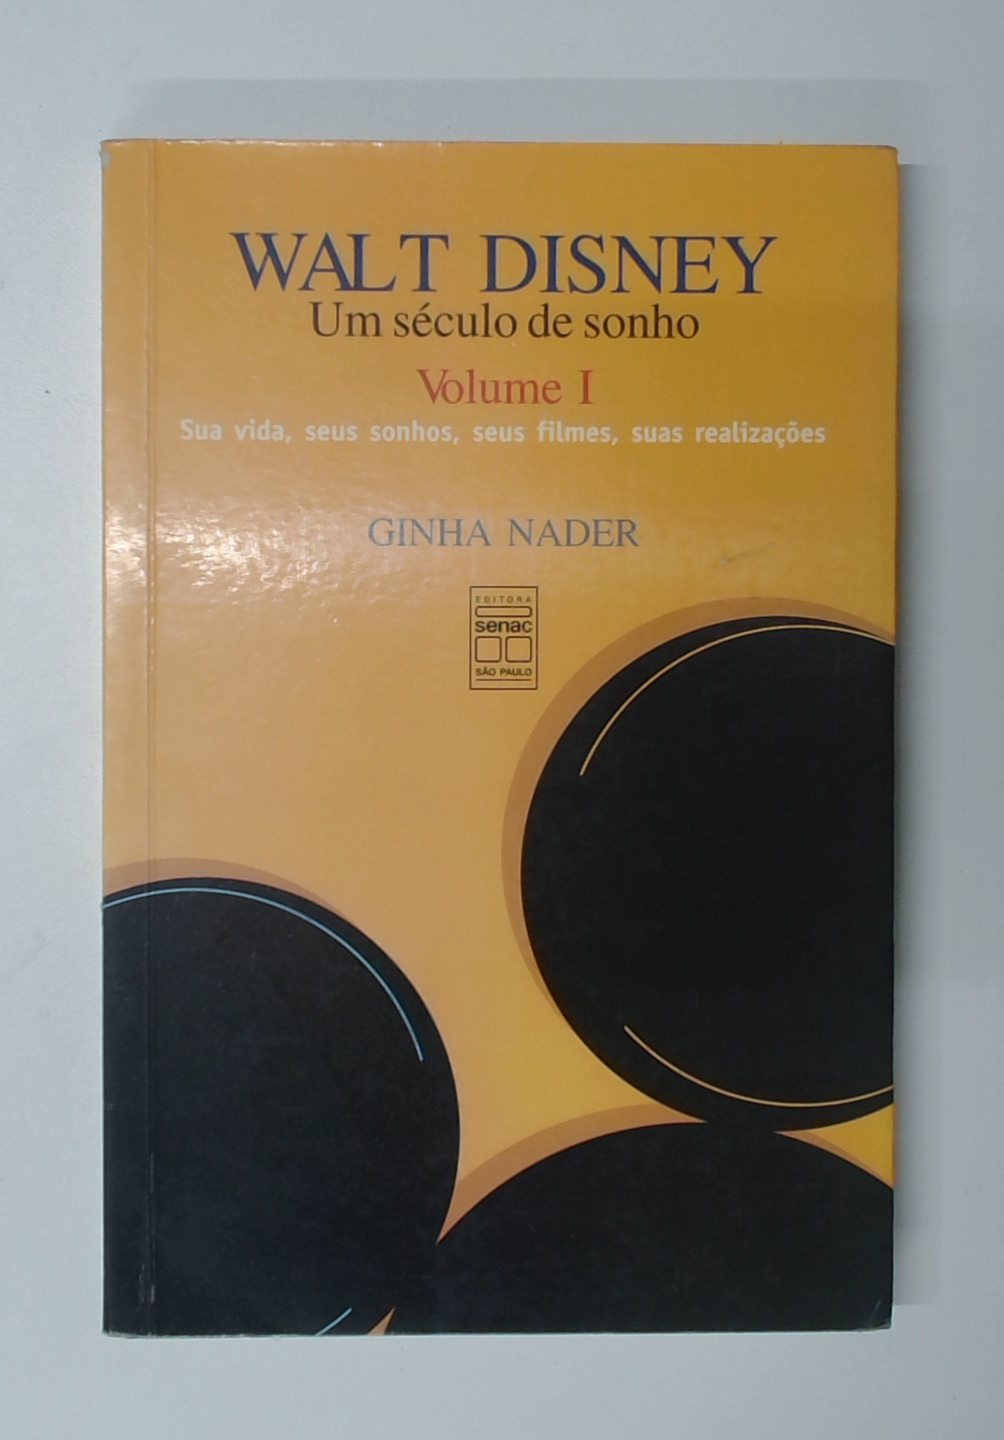 WALT DISNEY
Um século de sonho
Volume I
Sua vida, seus sonhos, seus filmes, suas realizações
GINHA NADER
EDITORA
senac
SÃO PAULO